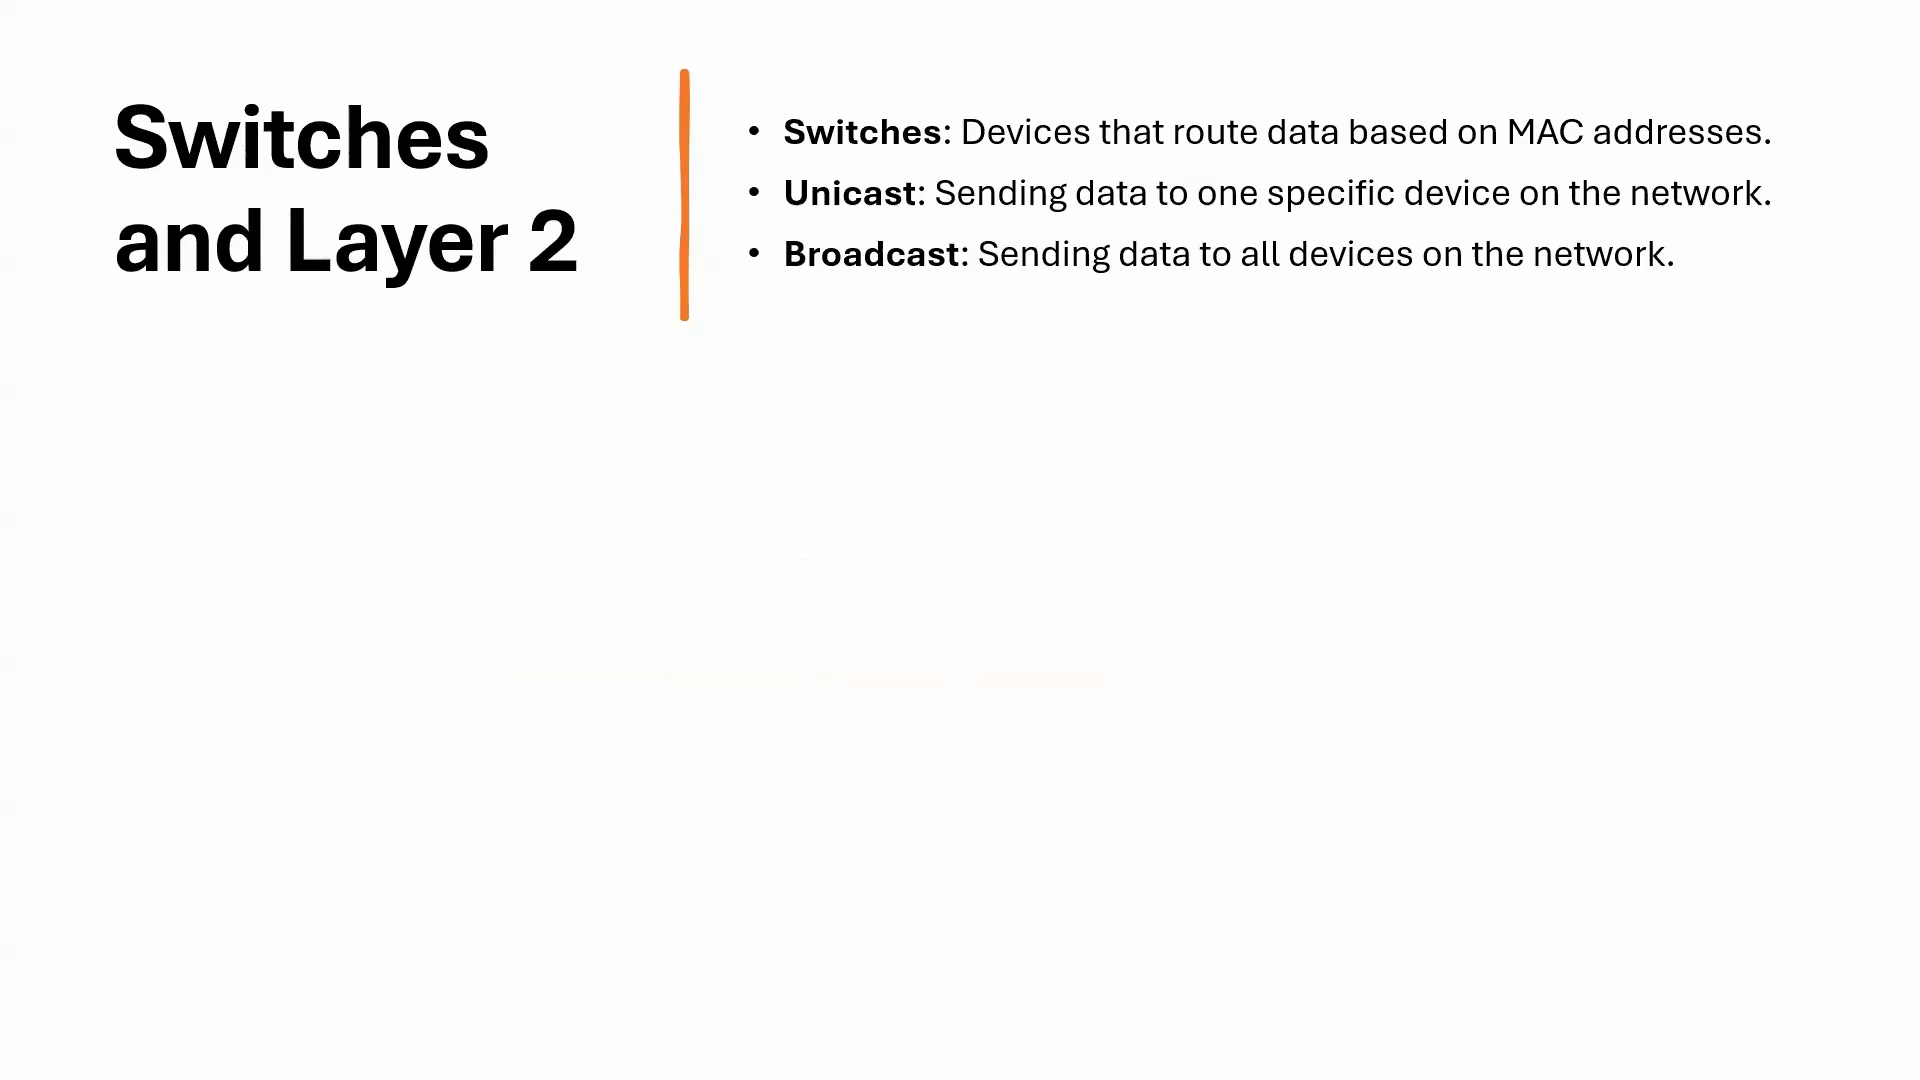 Switches
and Layer 2
• Switches: Devices that route data based on MAC addresses.
• Unicast: Sending data to one specific device on the network.
• Broadcast: Sending data to all devices on the network.